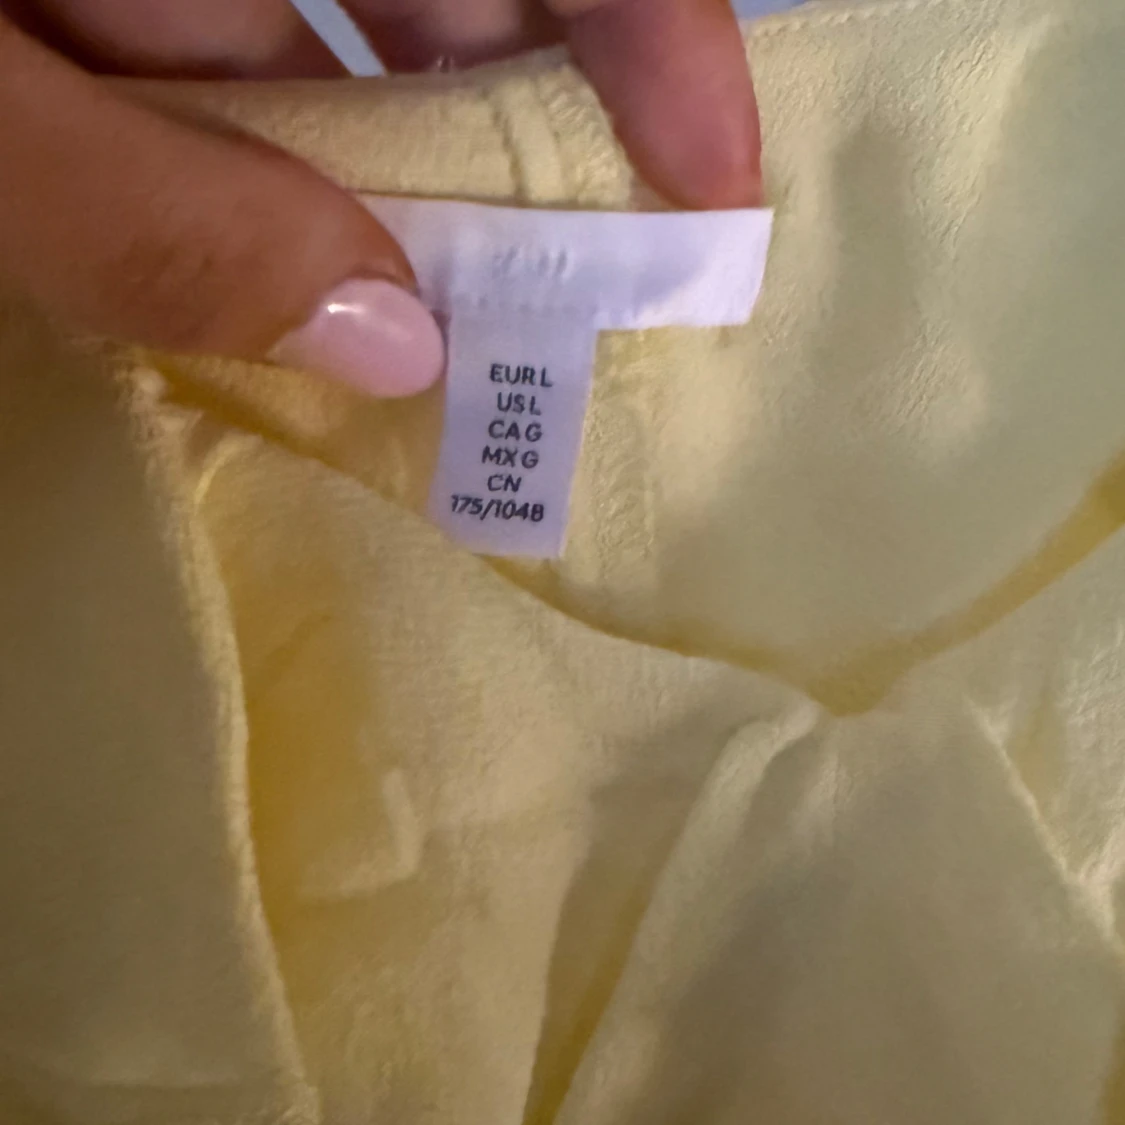 EUR L
US L
CA G
MX G
CN
175/104B